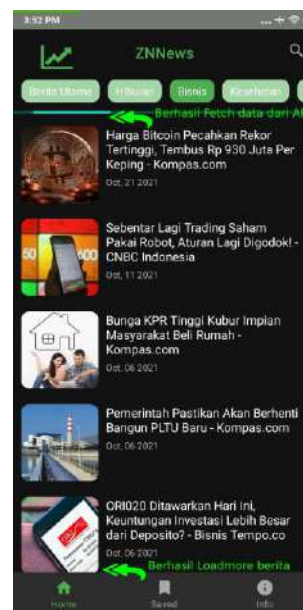 3:52 PM
ZNNews
Berita Utama Hiburan Bisnis Kesehatan
Berhasil Fetch data dari A
Harga Bitcoin Pecahkan Rekor
Tertinggi, Tembus Rp 930 Juta Per
Keping - Kompas.com
Oct, 21 2021
Sebentar Lagi Trading Saham
Pakai Robot, Aturan Lagi Digodok! -
CNBC Indonesia
Oct, 11 2021
Bunga KPR Tinggi Kubur Impian
Masyarakat Beli Rumah -
Kompas.com
Oct, 06 2021
Pemerintah Pastikan Akan Berhenti
Bangun PLTU Baru - Kompas.com
Oct, 06 2021
ORI020 Ditawarkan Hari Ini,
Keuntungan Investasi Lebih Besar
dari Deposito? - Bisnis Tempo.co
Oct, 06 2021
Berhasil Loadmore berita
Home Saved Info